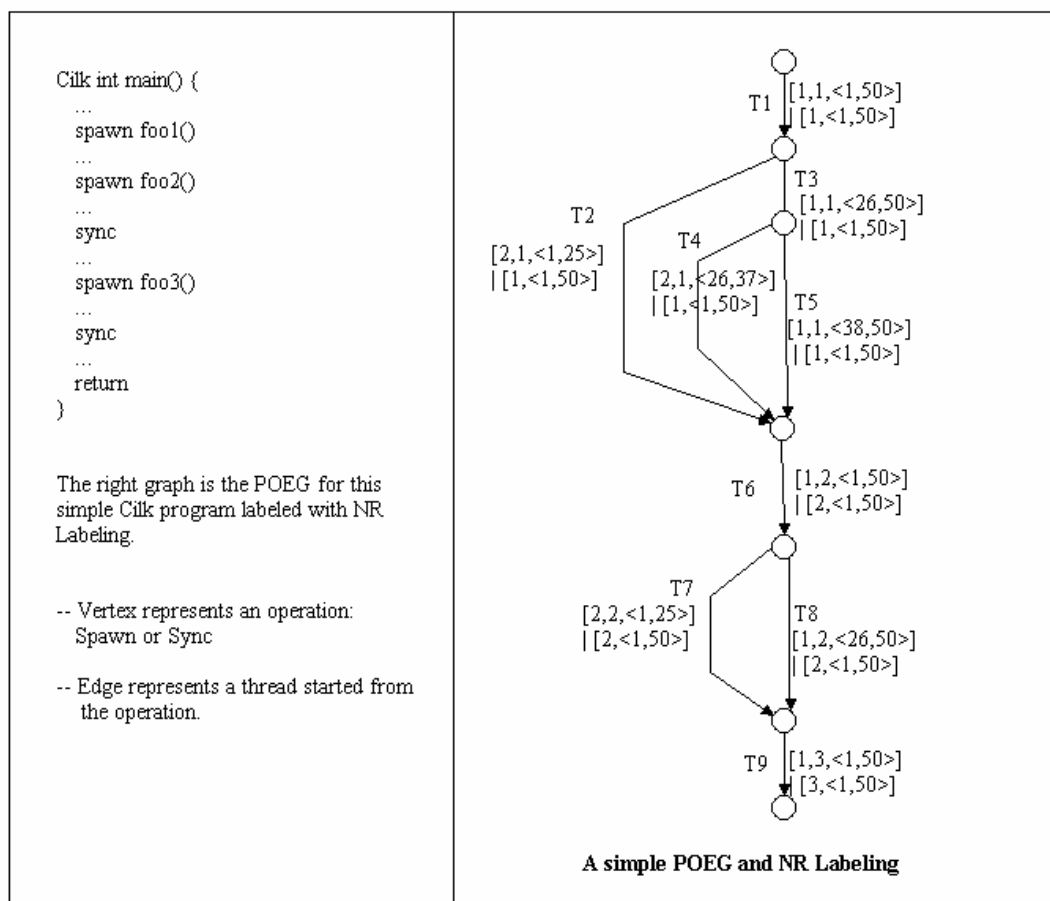 Cilk int main() {
...
spawn foo1()
...
spawn foo2()
...
sync
...
spawn foo3()
...
sync
...
return
}
The right graph is the POEG for this
simple Cilk program labeled with NR
Labeling.
-- Vertex represents an operation:
Spawn or Sync
-- Edge represents a thread started from
the operation.
T1
[1,1,<1,50>]
| [1,<1,50>]
T3
[1,1,<26,50>]
| [1,<1,50>]
T2
[2,1,<1,25>]
| [1,<1,50>]
T4
[2,1,<26,37>]
| [1,<1,50>]
T5
[1,1,<38,50>]
| [1,<1,50>]
T6
[1,2,<1,50>]
| [2,<1,50>]
T7
[2,2,<1,25>]
| [2,<1,50>]
T8
[1,2,<26,50>]
| [2,<1,50>]
T9
[1,3,<1,50>]
| [3,<1,50>]
A simple POEG and NR Labeling